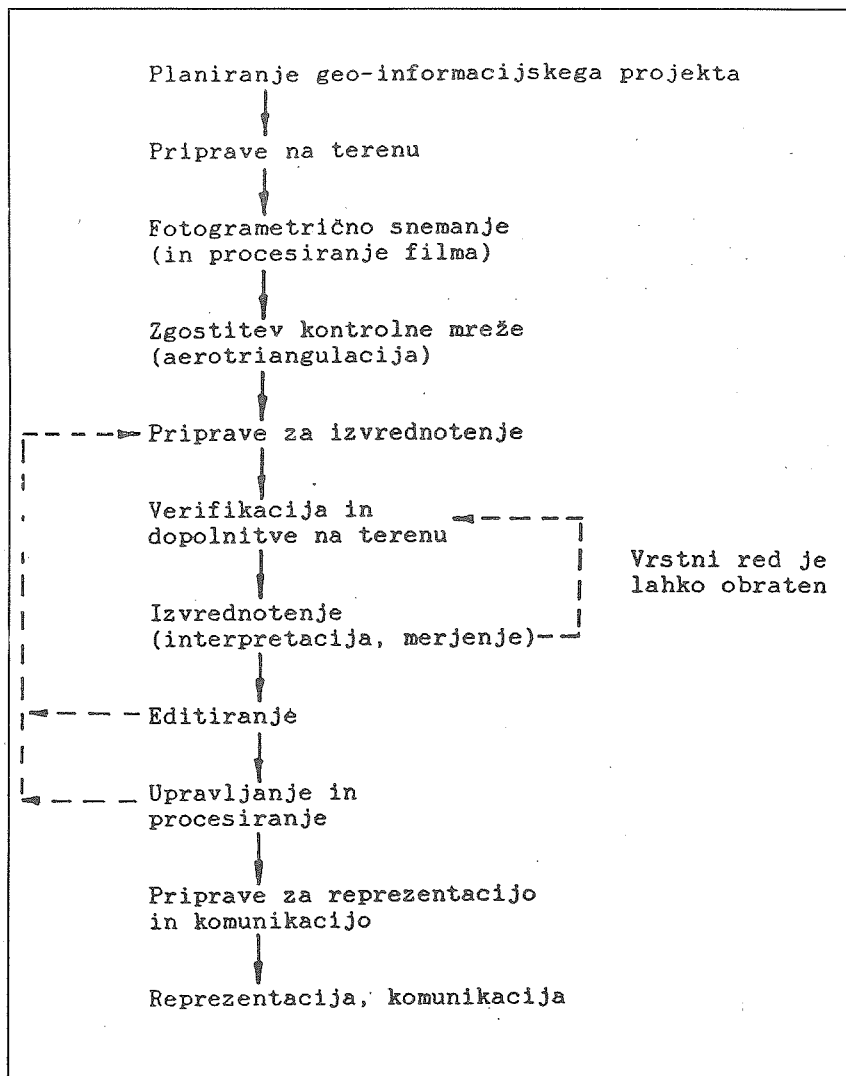 Planiranje geo-informacijskega projekta
Priprave na terenu
Fotogrametrično snemanje
(in procesiranje filma)
Zgostitev kontrolne mreže
(aerotriangulacija)
Priprave za izvrednotenje
Verifikacija in
dopolnitve na terenu
Vrstni red je
lahko obraten
Izvrednotenje
(interpretacija, merjenje)
Editiranje
Upravljanje in
procesiranje
Priprave za reprezentacijo
in komunikacijo
Reprezentacija, komunikacija